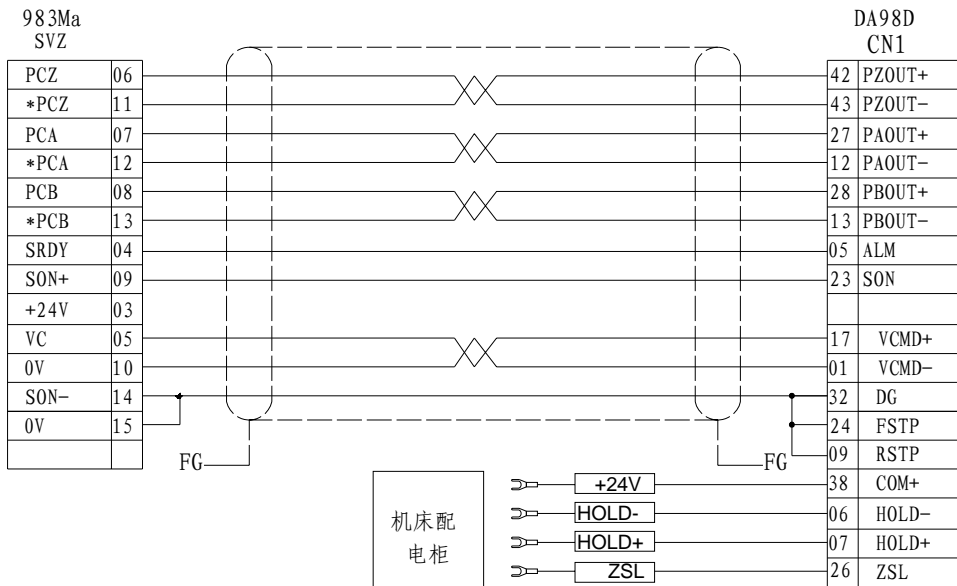 983Ma
SVZ
DA98D
CN1
PCZ 06
*PCZ 11
PCA 07
*PCA 12
PCB 08
*PCB 13
SRDY 04
SON+ 09
+24V 03
VC 05
0V 10
SON- 14
0V 15
FG
FG
42 PZOUT+
43 PZOUT-
27 PAOUT+
12 PAOUT-
28 PBOUT+
13 PBOUT-
05 ALM
23 SON
17 VCMD+
01 VCMD-
32 DG
24 FSTP
09 RSTP
38 COM+
06 HOLD-
07 HOLD+
26 ZSL
机床配
电柜
+24V
HOLD-
HOLD+
ZSL